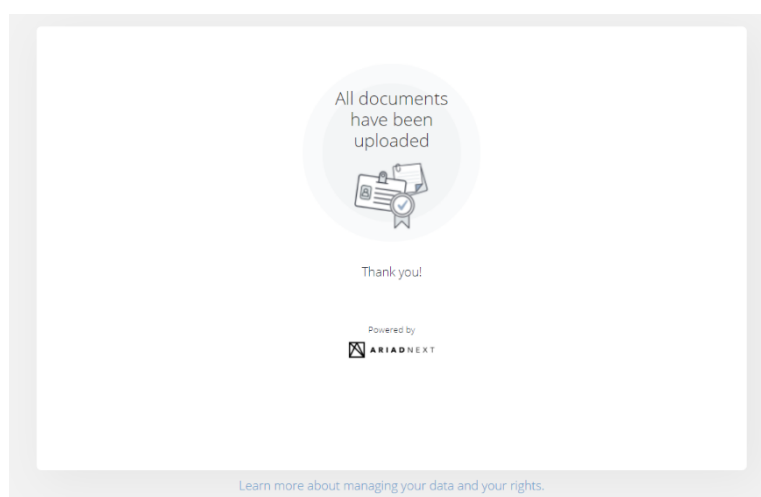 All documents
have been
uploaded
Thank you!
Powered by
ARIADNEXT
Learn more about managing your data and your rights.